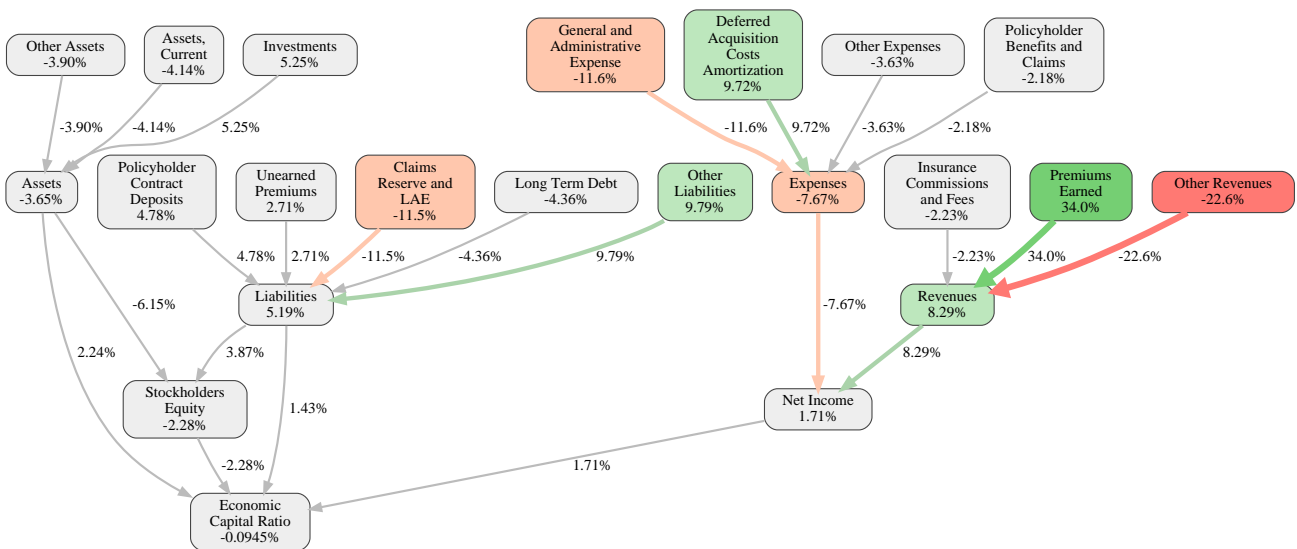 Other Assets
-3.90%
Assets,
Current
-4.14%
Investments
5.25%
General and
Administrative
Expense
-11.6%
Deferred
Acquisition
Costs
Amortization
9.72%
Other Expenses
-3.63%
Policyholder
Benefits and
Claims
-2.18%
-3.90%
-4.14%
5.25%
-11.6%
9.72%
-3.63%
-2.18%
Assets
-3.65%
Policyholder
Contract
Deposits
4.78%
Unearned
Premiums
2.71%
Claims
Reserve and
LAE
-11.5%
Long Term Debt
-4.36%
Other
Liabilities
9.79%
Expenses
-7.67%
Insurance
Commissions
and Fees
-2.23%
Premiums
Earned
34.0%
Other Revenues
-22.6%
4.78%
2.71%
-11.5%
-4.36%
9.79%
-2.23%
34.0%
-22.6%
Liabilities
5.19%
Revenues
8.29%
-6.15%
-7.67%
2.24%
3.87%
8.29%
Stockholders
Equity
-2.28%
1.43%
Net Income
1.71%
-2.28%
1.71%
Economic
Capital Ratio
-0.0945%